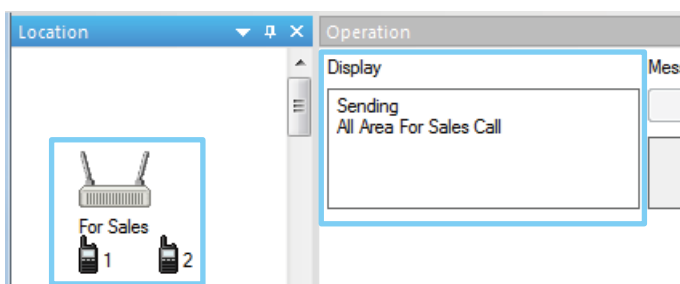 Location
Operation
Display
Sending
All Area For Sales Call
For Sales
1
2